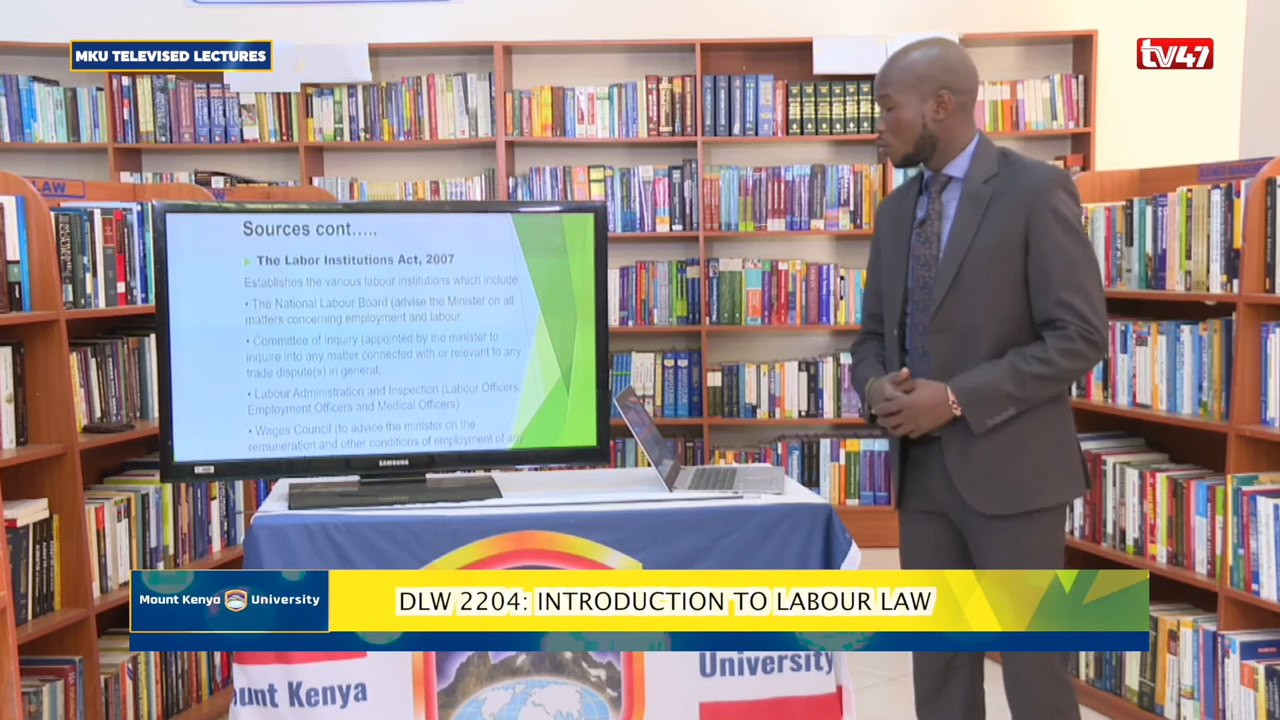 MKU TELEVISED LECTURES
tv47
LAW
Sources cont.....
The Labor Institutions Act, 2007
Establishes the various labour institutions which include
• The National Labour Board (advise the Minister on all
matters concerning employment and labour,
• Committee of Inquiry (appointed by the minister to
inquire into any matter connected with or relevant to any
trade dispute(s) in general,
• Labour Administration and Inspection (Labour Officers,
Employment Officers and Medical Officers)
• Wages Council (to advice the minister on the
remuneration and other conditions of employment of any
SAMSUNG
Mount Kenya University
DLW 2204: INTRODUCTION TO LABOUR LAW
ount Kenya
University